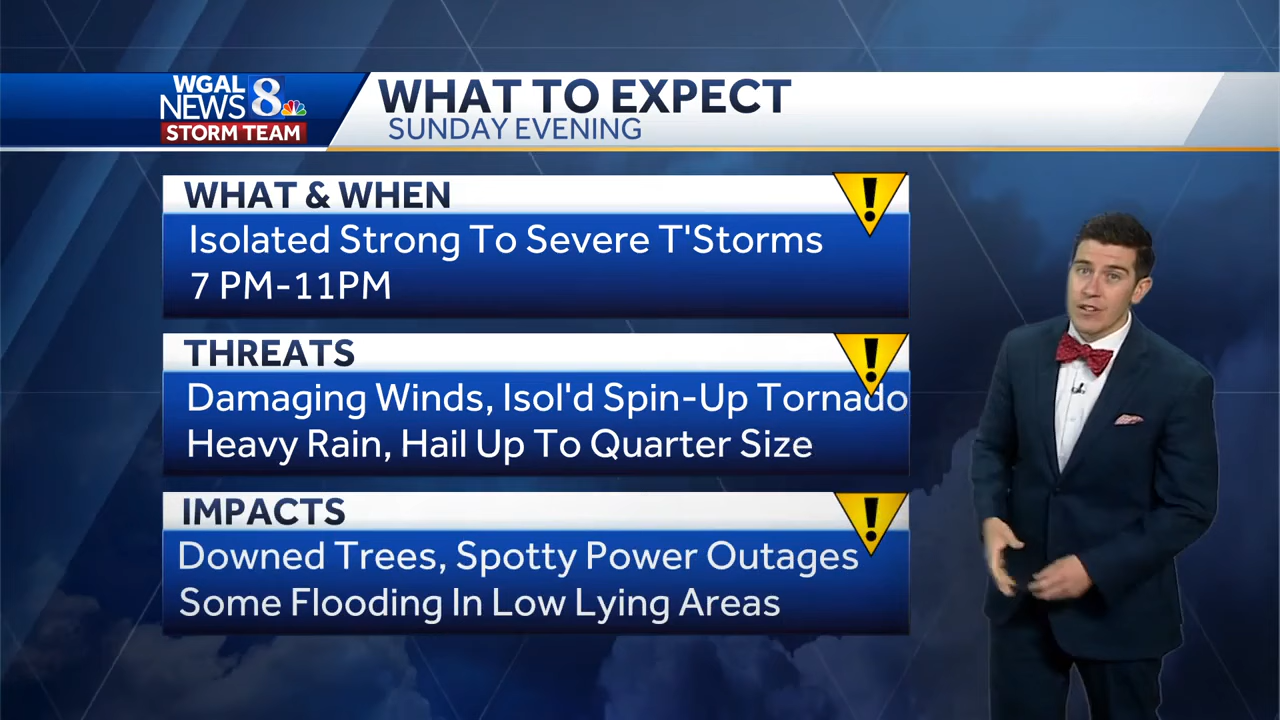 WGAL
NEWS 8
STORM TEAM
WHAT TO EXPECT
SUNDAY EVENING
WHAT & WHEN
Isolated Strong To Severe T'Storms
7 PM-11PM
THREATS
Damaging Winds, Isol'd Spin-Up Tornado
Heavy Rain, Hail Up To Quarter Size
IMPACTS
Downed Trees, Spotty Power Outages
Some Flooding In Low Lying Areas